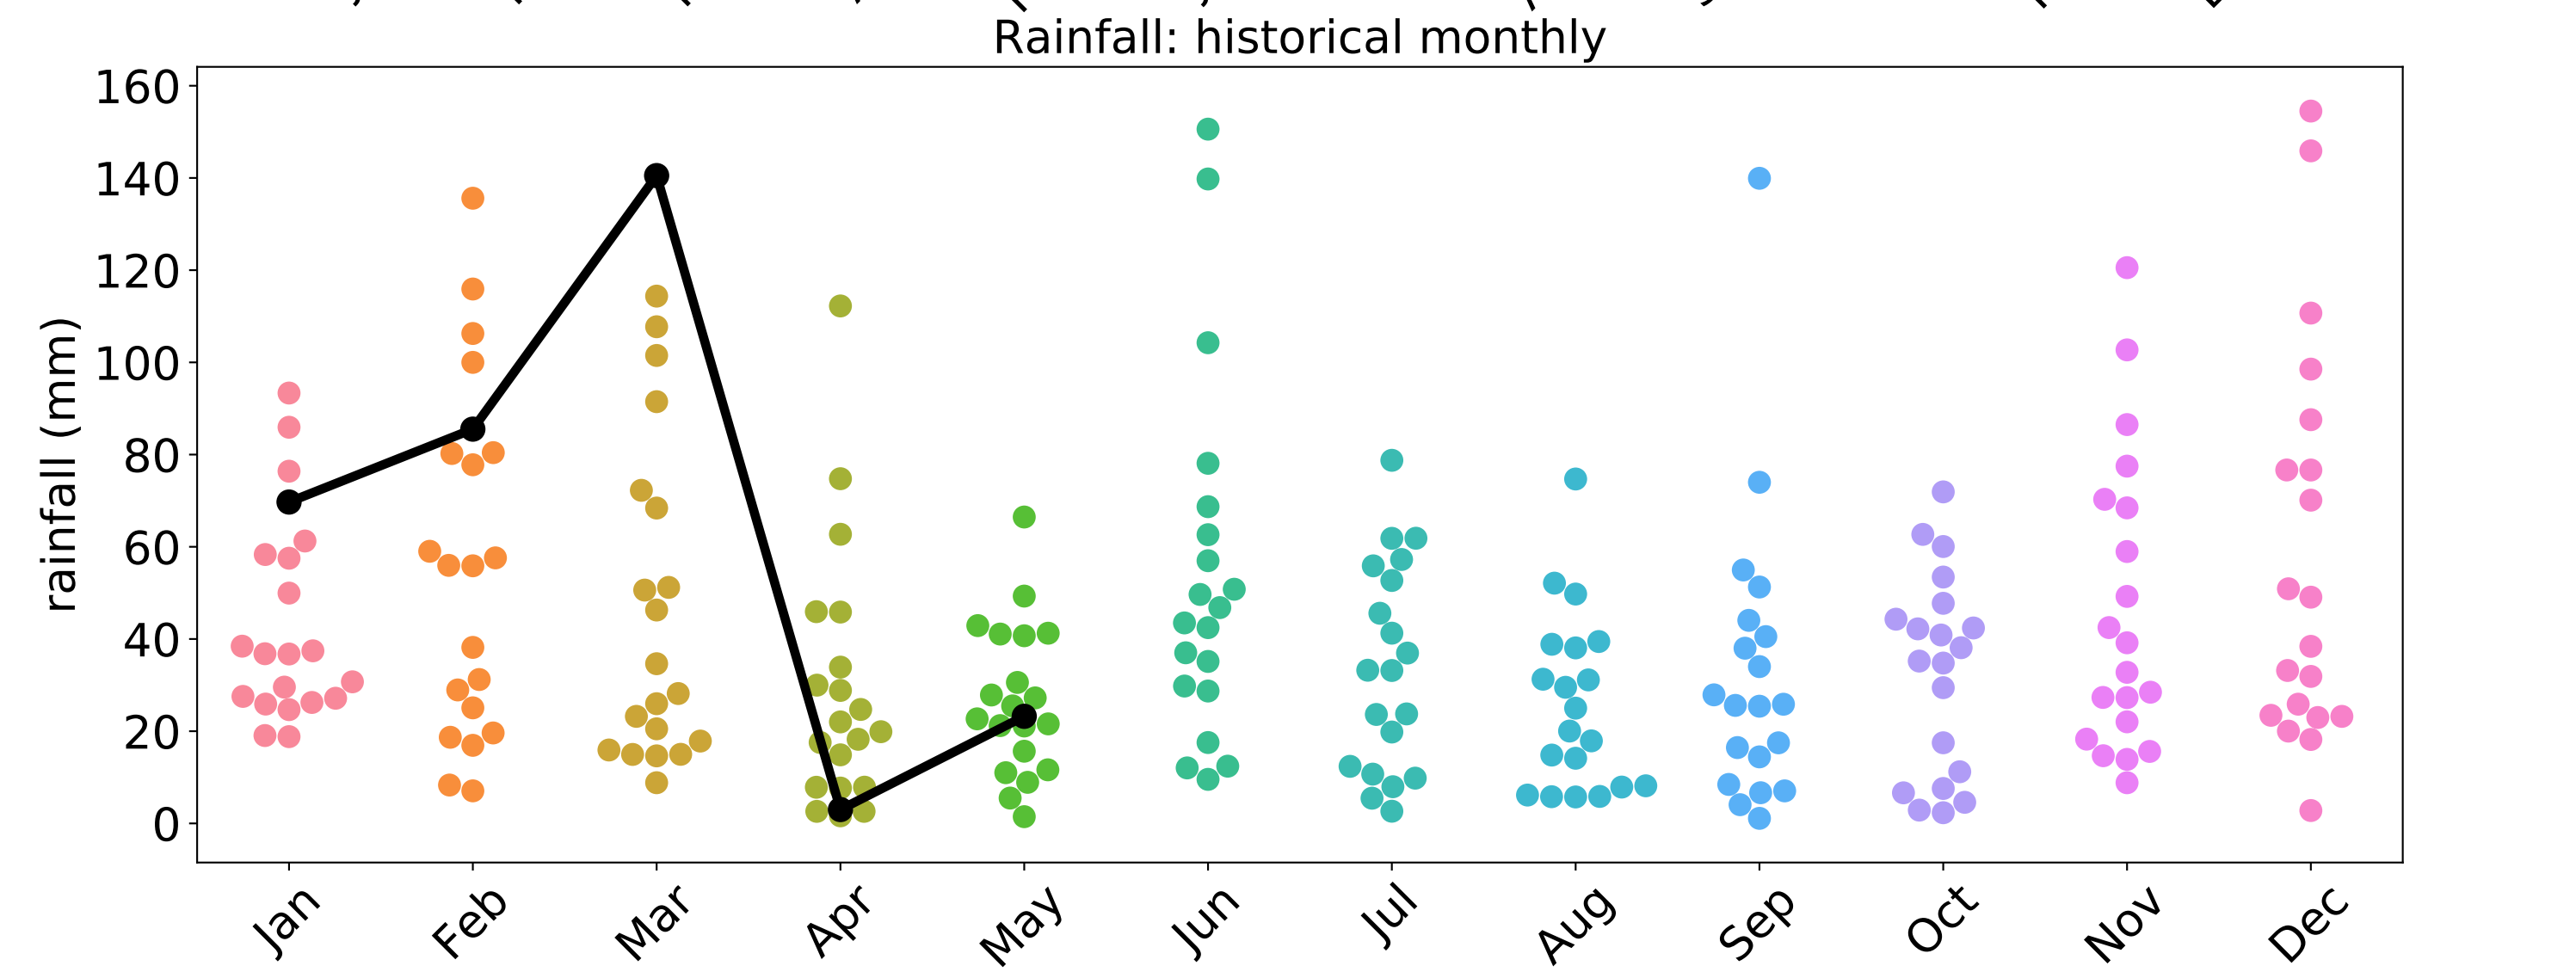 Rainfall: historical monthly
rainfall (mm)
160
140
120
100
80
60
40
20
0
Jan
Feb
Mar
Apr
May
Jun
Jul
Aug
Sep
Oct
Nov
Dec